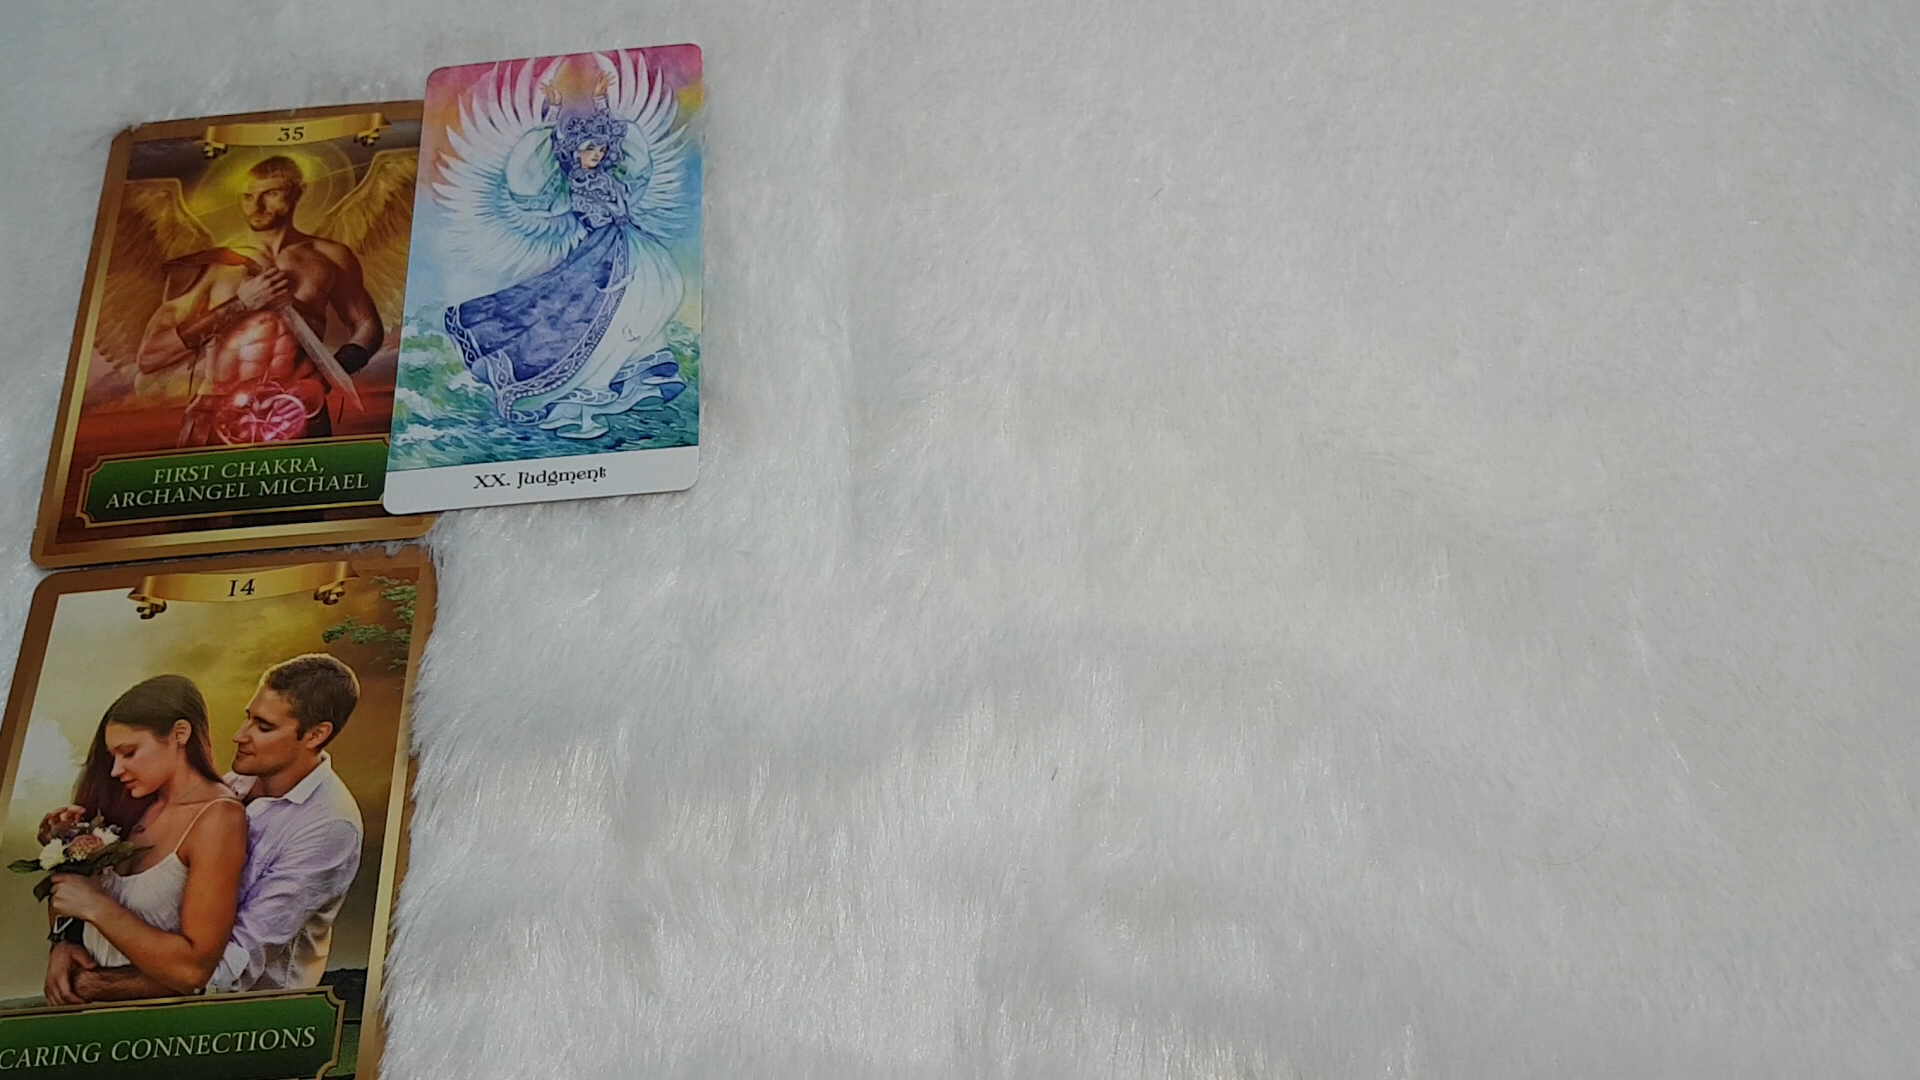 35
FIRST CHAKRA,
ARCHANGEL MICHAEL
XX. Judgment
14
CARING CONNECTIONS